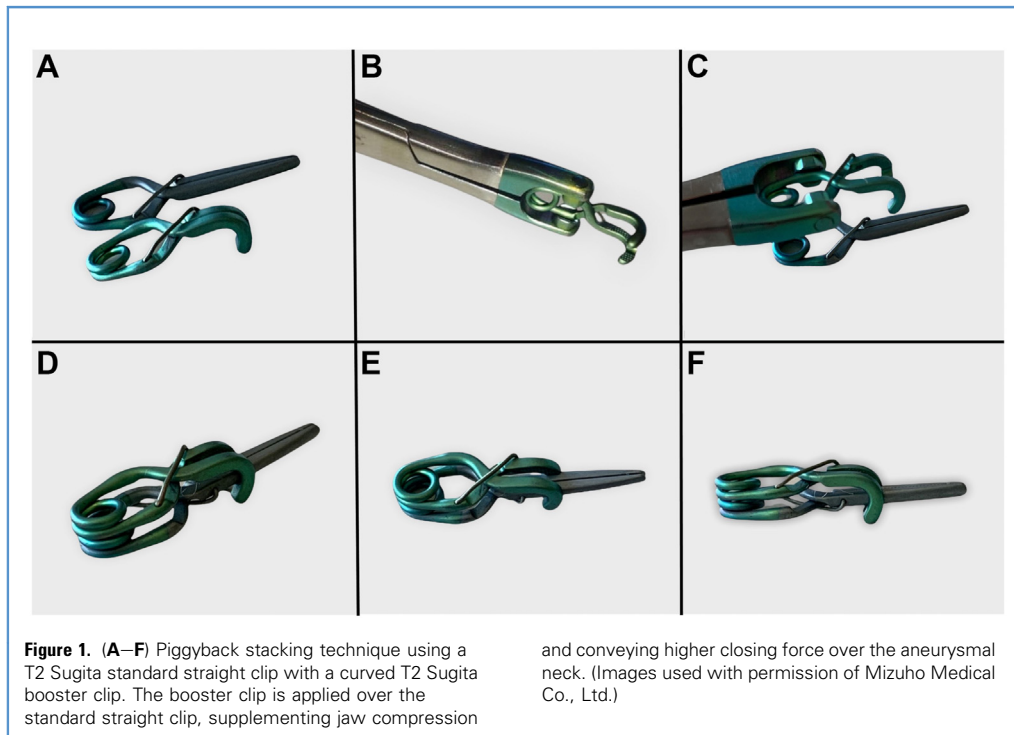 A
B
C
D
E
F
Figure 1. (A–F) Piggyback stacking technique using a
T2 Sugita standard straight clip with a curved T2 Sugita
booster clip. The booster clip is applied over the
standard straight clip, supplementing jaw compression
and conveying higher closing force over the aneurysmal
neck. (Images used with permission of Mizuho Medical
Co., Ltd.)